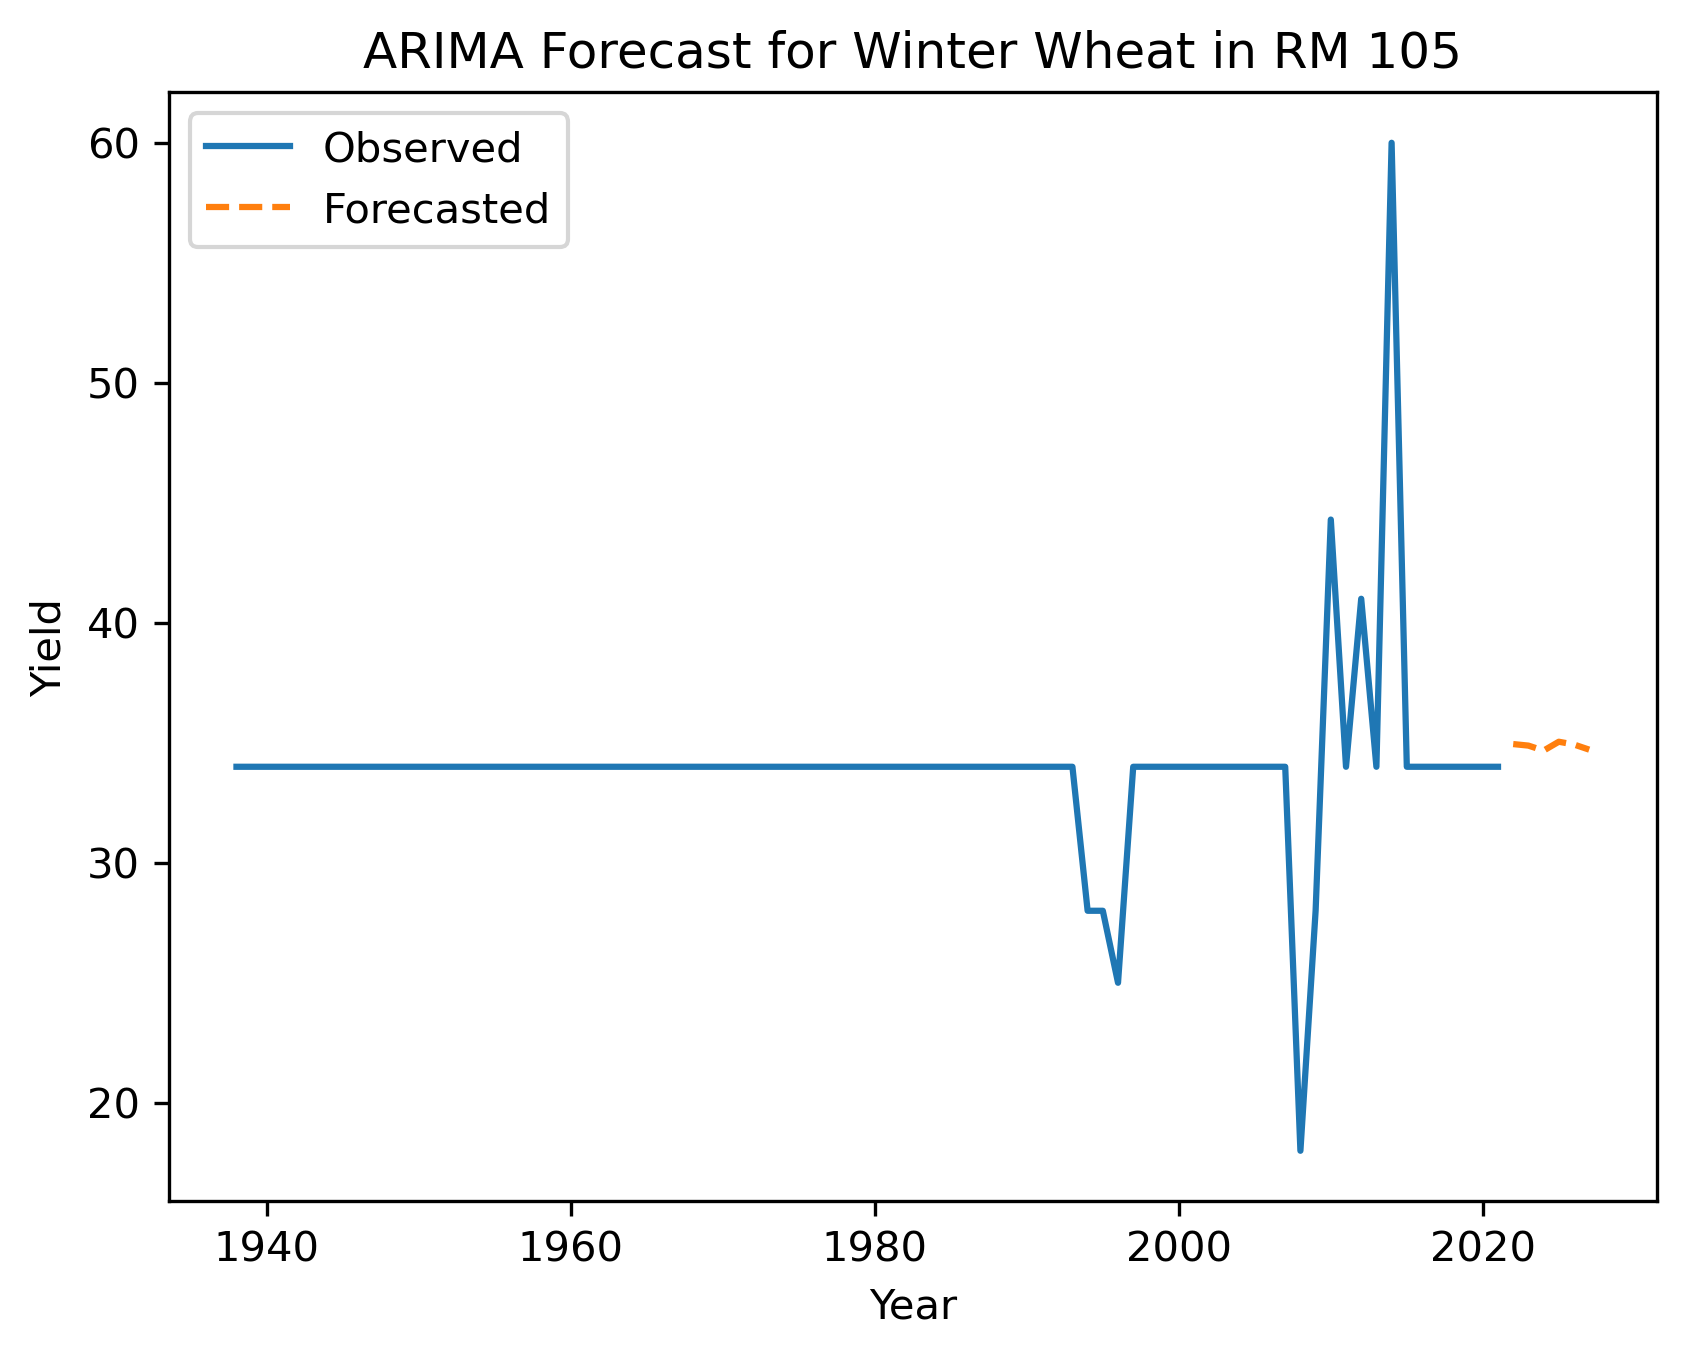 ARIMA Forecast for Winter Wheat in RM 105
Observed
Forecasted
60
50
40
30
20
Yield
1940 1960 1980 2000 2020
Year